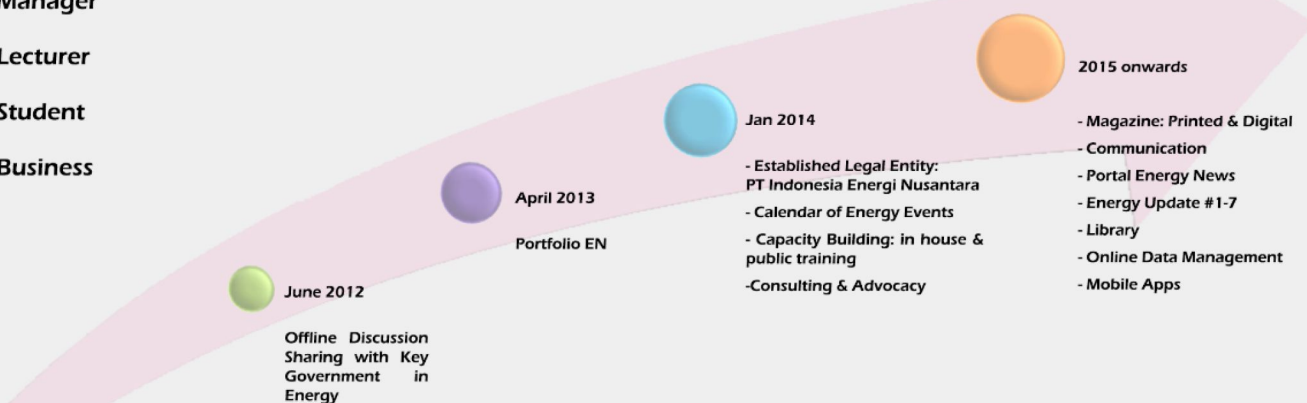 Manager
Lecturer
Student
Business
June 2012
Offline Discussion
Sharing with Key
Government in
Energy
April 2013
Portfolio EN
Jan 2014
- Established Legal Entity:
PT Indonesia Energi Nusantara
- Calendar of Energy Events
- Capacity Building: in house &
public training
-Consulting & Advocacy
2015 onwards
- Magazine: Printed & Digital
- Communication
- Portal Energy News
- Energy Update #1-7
- Library
- Online Data Management
- Mobile Apps